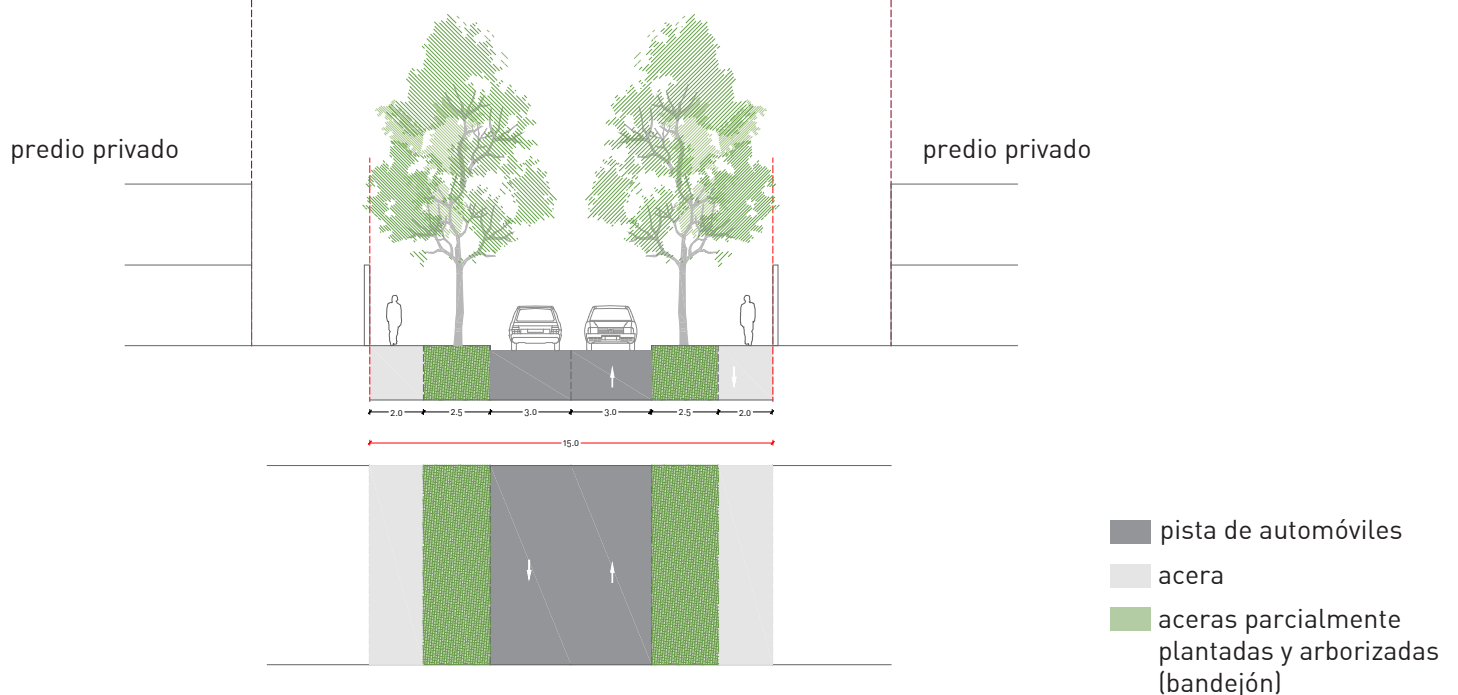 predio privado
predio privado
2.0 2.5 3.0 3.0 2.5 2.0
15.0
pista de automóviles
acera
aceras parcialmente
plantadas y arborizadas
(bandejón)